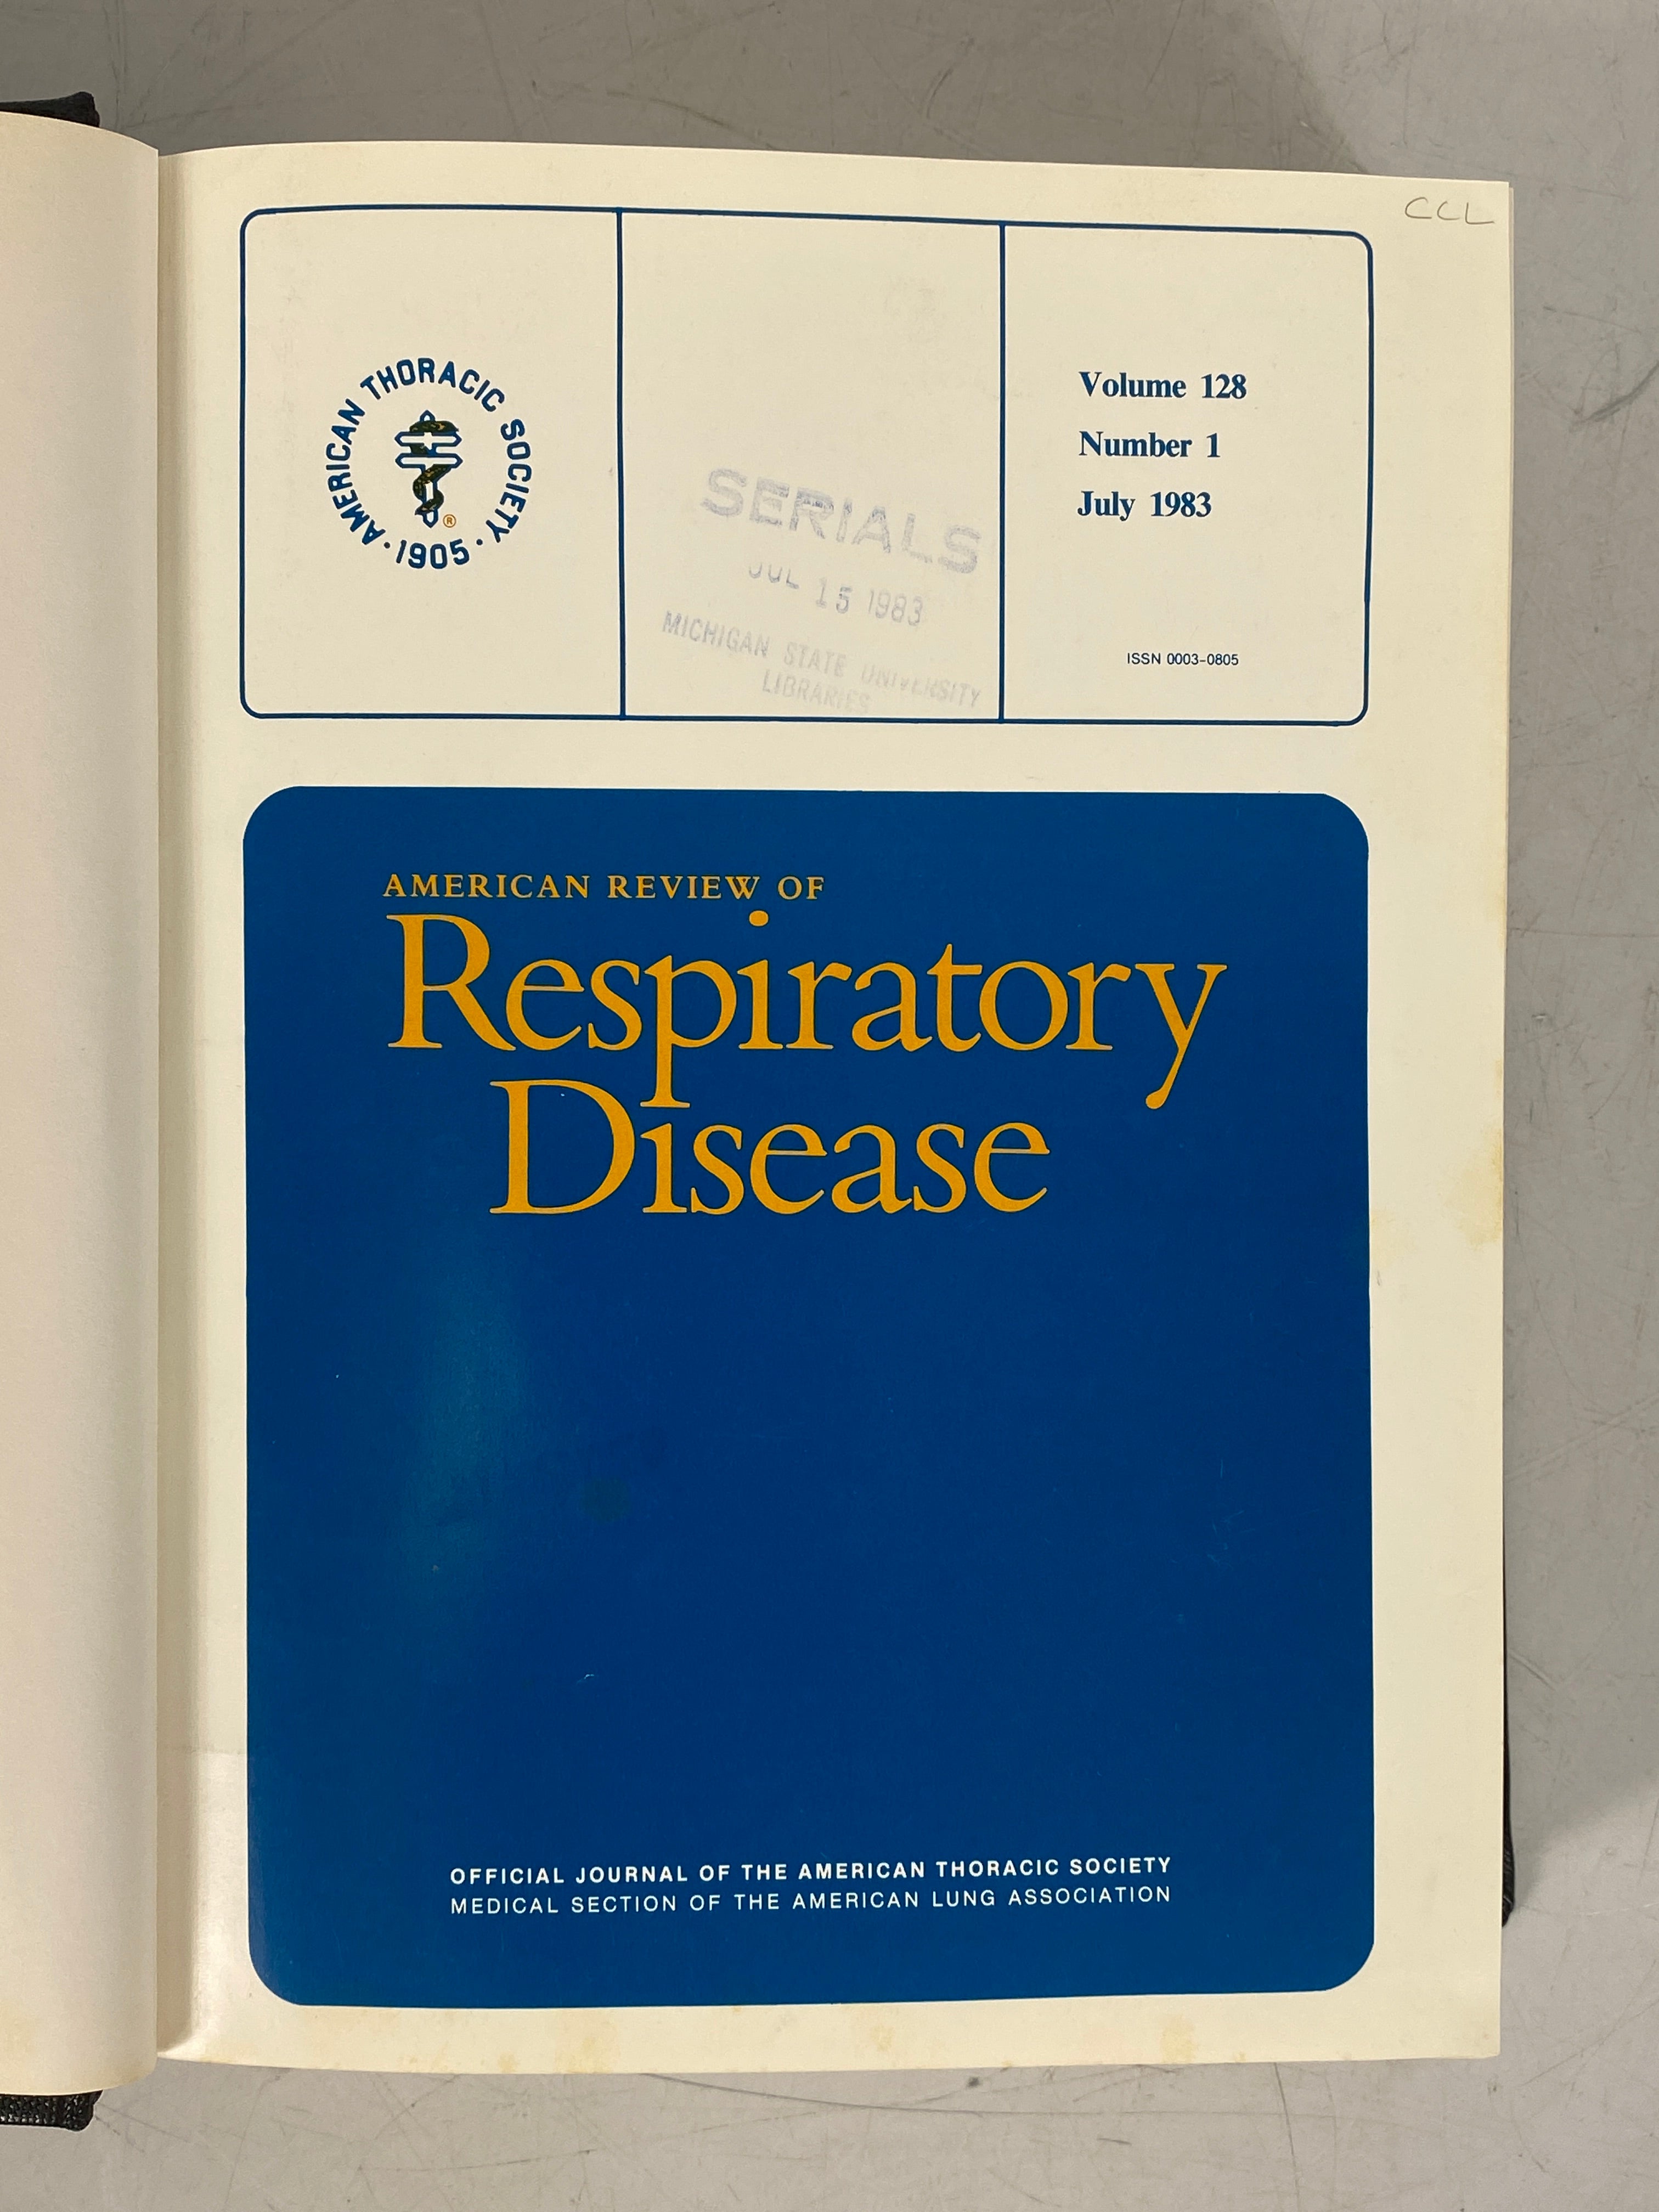 CCL
AMERICAN THORACIC SOCIETY
· 1905 ·
®
SERIALS
JUL 15 1983
MICHIGAN STATE UNIVERSITY
LIBRARIES
Volume 128
Number 1
July 1983
ISSN 0003-0805
AMERICAN REVIEW OF
Respiratory
Disease
OFFICIAL JOURNAL OF THE AMERICAN THORACIC SOCIETY
MEDICAL SECTION OF THE AMERICAN LUNG ASSOCIATION